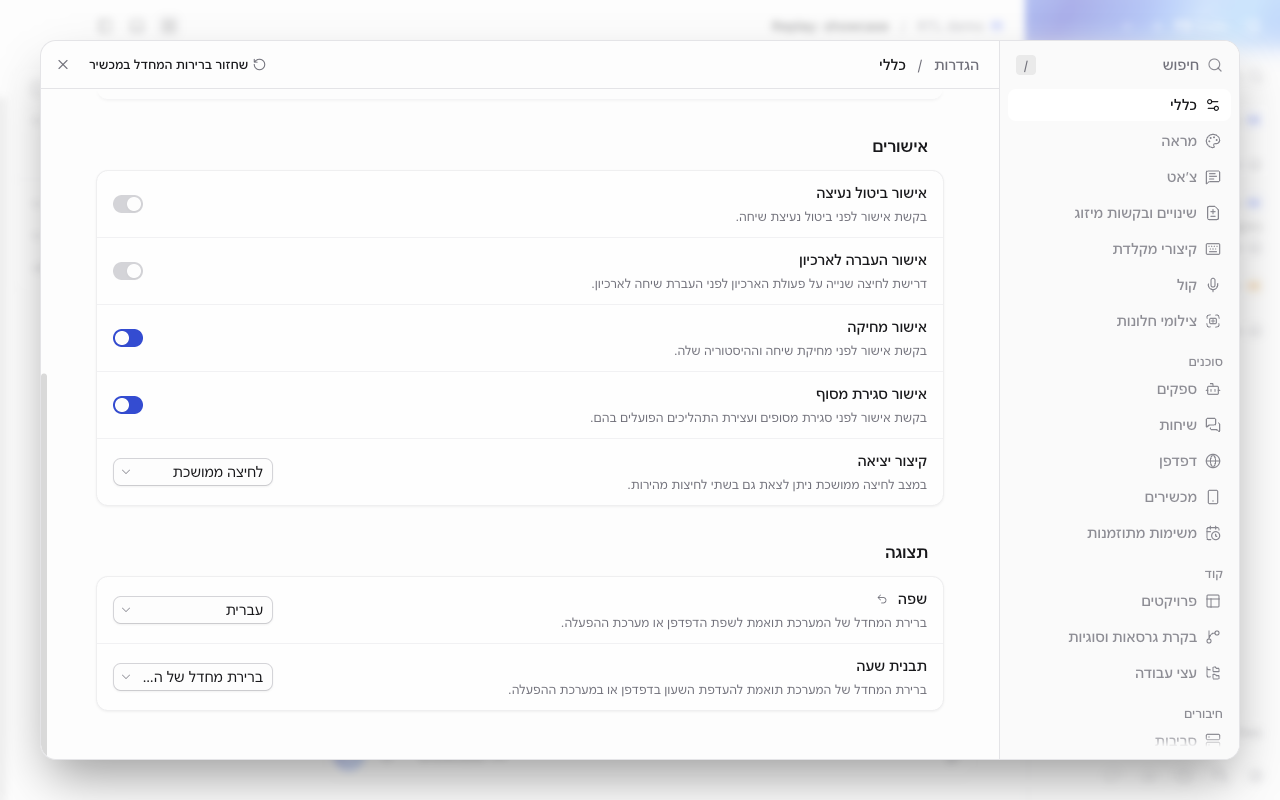 חיפוש /
כללי
מראה
צ׳אט
שינויים ובקשות מיזוג
קיצורי מקלדת
קול
צילומי חלונות
סוכנים
ספקים
שיחות
דפדפן
מכשירים
משימות מתוזמנות
קוד
פרויקטים
בקרת גרסאות וסוגיות
עצי עבודה
חיבורים
סביבות
הגדרות / כללי
שחזור ברירות המחדל במכשיר
אישורים
אישור ביטול נעיצה
בקשת אישור לפני ביטול נעיצת שיחה.
אישור העברה לארכיון
דרישת לחיצה שנייה על פעולת הארכיון לפני העברת שיחה לארכיון.
אישור מחיקה
בקשת אישור לפני מחיקת שיחה וההיסטוריה שלה.
אישור סגירת מסוף
בקשת אישור לפני סגירת מסופים ועצירת התהליכים הפועלים בהם.
קיצור יציאה
במצב לחיצה ממושכת ניתן לצאת גם בשתי לחיצות מהירות.
לחיצה ממושכת
תצוגה
שפה
ברירת המחדל של המערכת תואמת לשפת הדפדפן או מערכת ההפעלה.
עברית
תבנית שעה
ברירת המחדל של המערכת תואמת להעדפת השעון בדפדפן או במערכת ההפעלה.
ברירת מחדל של ה...